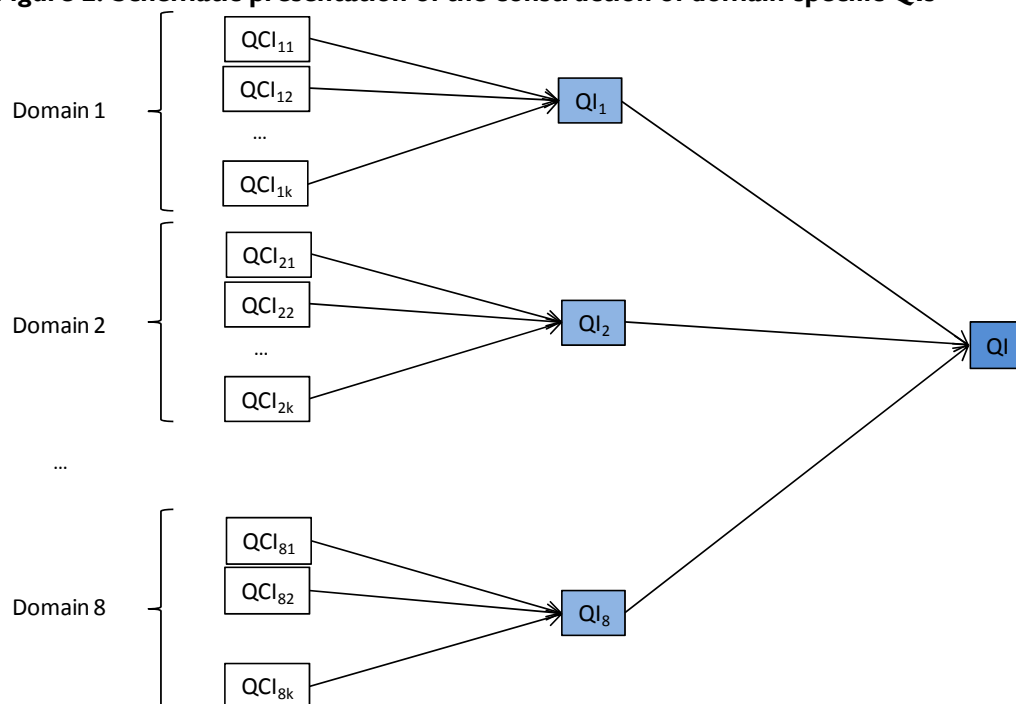 Figure Schematic presentation of the construction of domain specific QIs
Domain 1
QCI₁₁
QCI₁₂
...
QCI₁ₖ
QI₁
Domain 2
QCI₂₁
QCI₂₂
...
QCI₂ₖ
QI₂
QI
...
Domain 8
QCI₈₁
QCI₈₂
QCI₈ₖ
QI₈